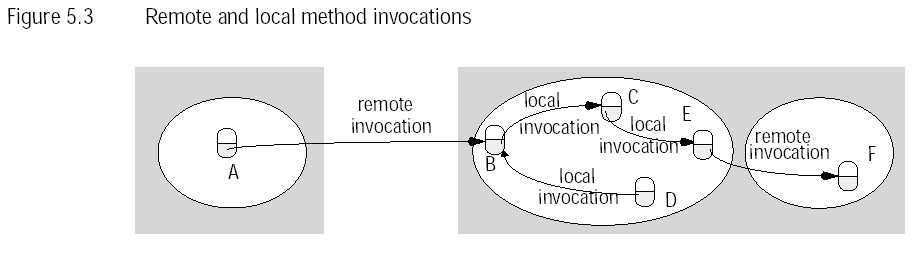 Figure 5.3 Remote and local method invocations
remote
invocation
A
B
local
invocation
C
local
invocation
E
local
invocation
D
remote
invocation
F